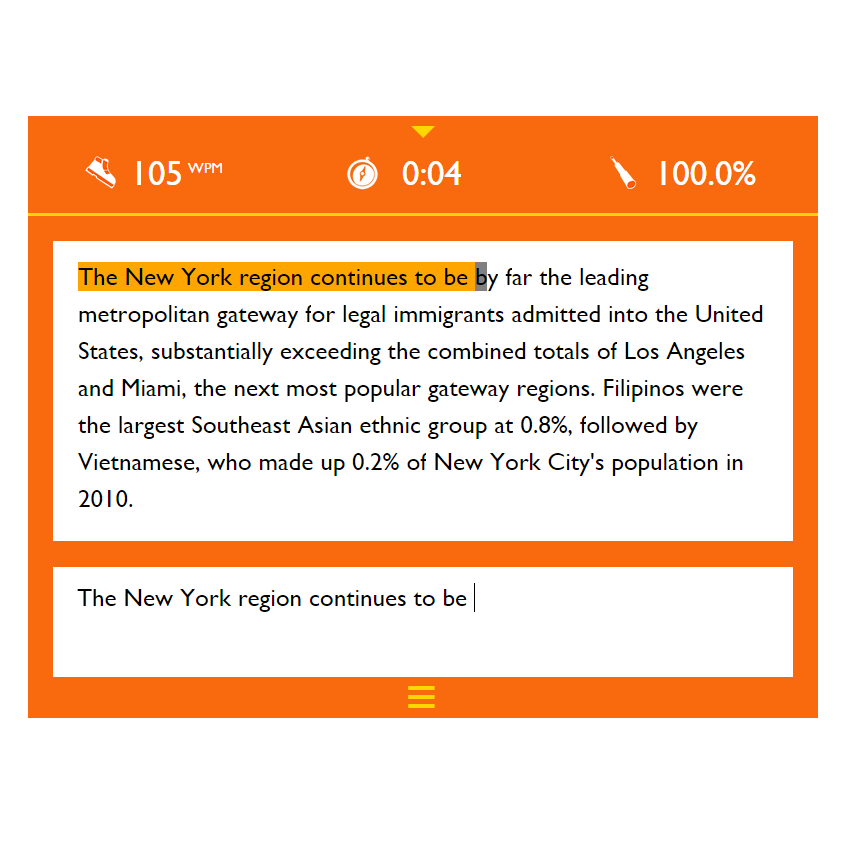 105 WPM 0:04 100.0%
The New York region continues to be by far the leading
metropolitan gateway for legal immigrants admitted into the United
States, substantially exceeding the combined totals of Los Angeles
and Miami, the next most popular gateway regions. Filipinos were
the largest Southeast Asian ethnic group at 0.8%, followed by
Vietnamese, who made up 0.2% of New York City's population in
2010.
The New York region continues to be